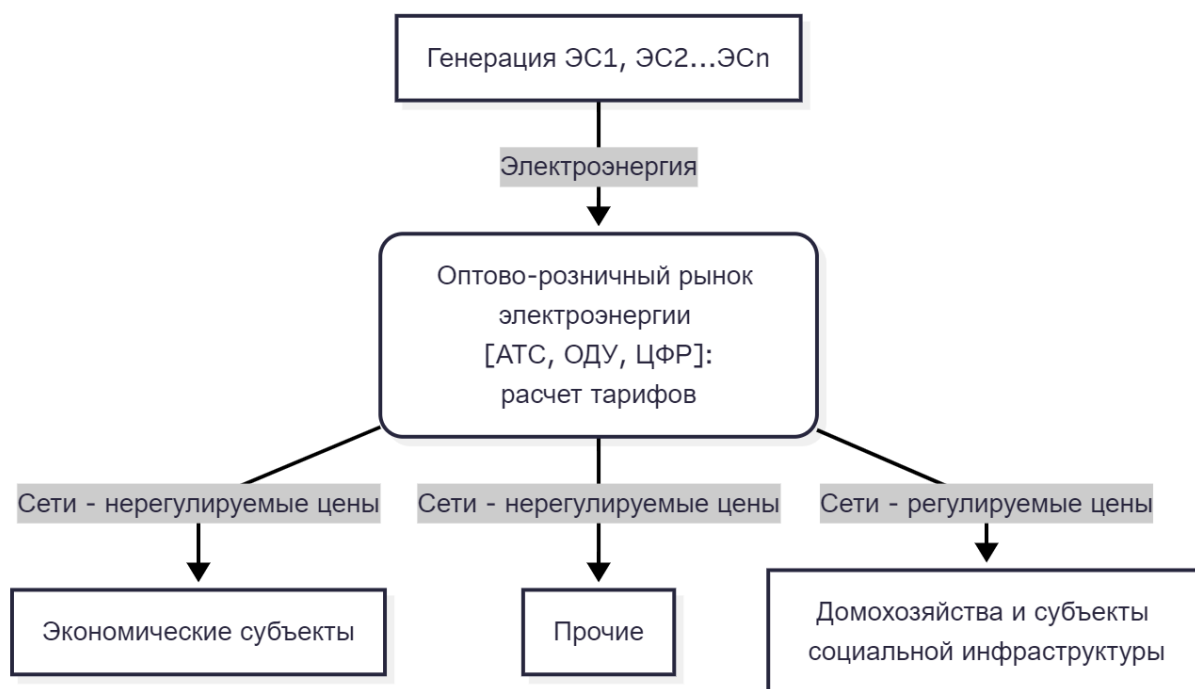 Генерация ЭС1, ЭС2...ЭСn
Электроэнергия
Оптово-розничный рынок
электроэнергии
[АТС, ОДУ, ЦФР]:
расчет тарифов
Сети - нерегулируемые цены
Сети - нерегулируемые цены
Сети - регулируемые цены
Экономические субъекты
Прочие
Домохозяйства и субъекты
социальной инфраструктуры